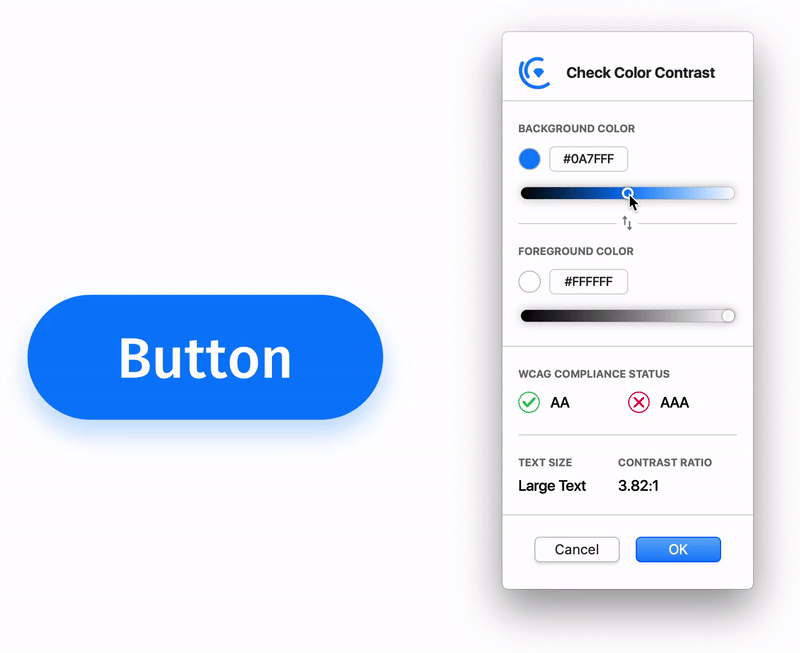 Button
Check Color Contrast
BACKGROUND COLOR
#0A7FFF
FOREGROUND COLOR
#FFFFFF
WCAG COMPLIANCE STATUS
AA AAA
TEXT SIZE CONTRAST RATIO
Large Text 3.82:1
Cancel OK